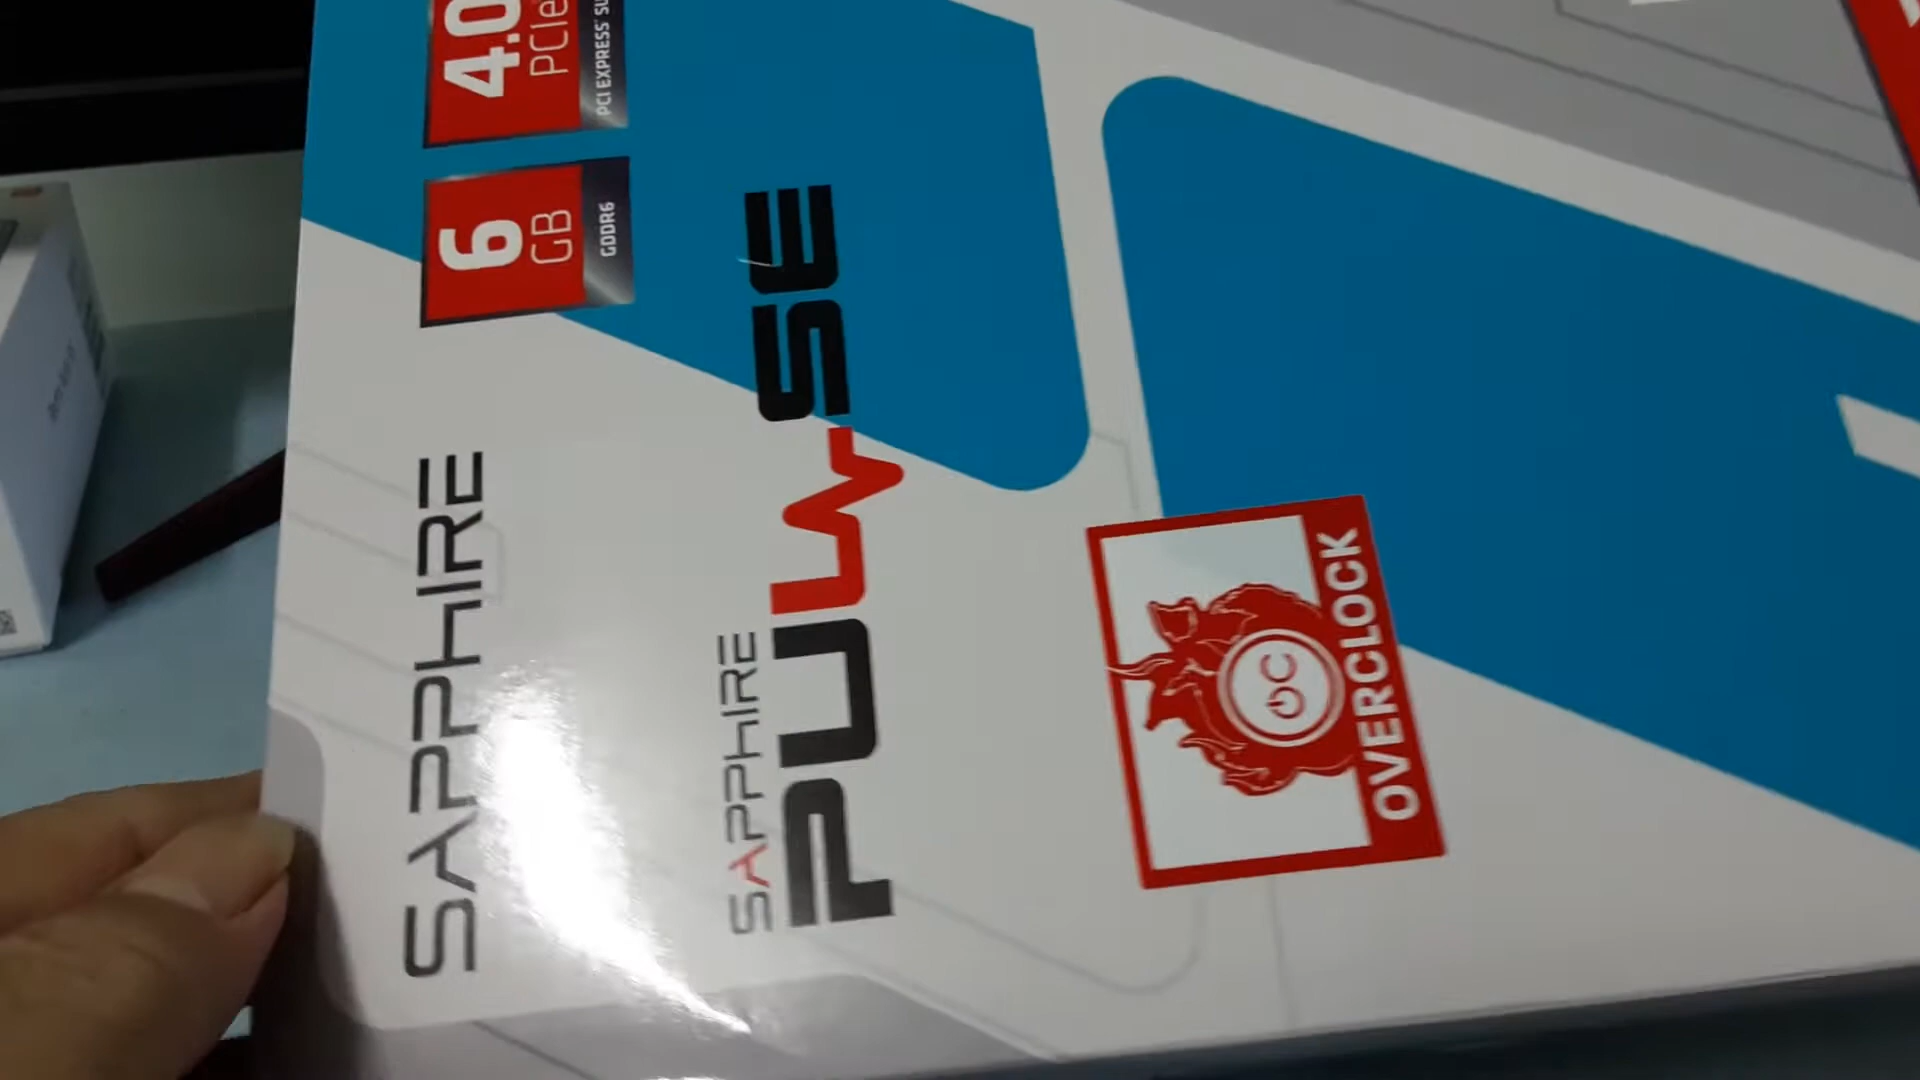 SAPPHIRE
6
GB
GDDR6
4.0
PCIe
PCI EXPRESS
SAPPHIRE
PULSE
OC
OVERCLOCK